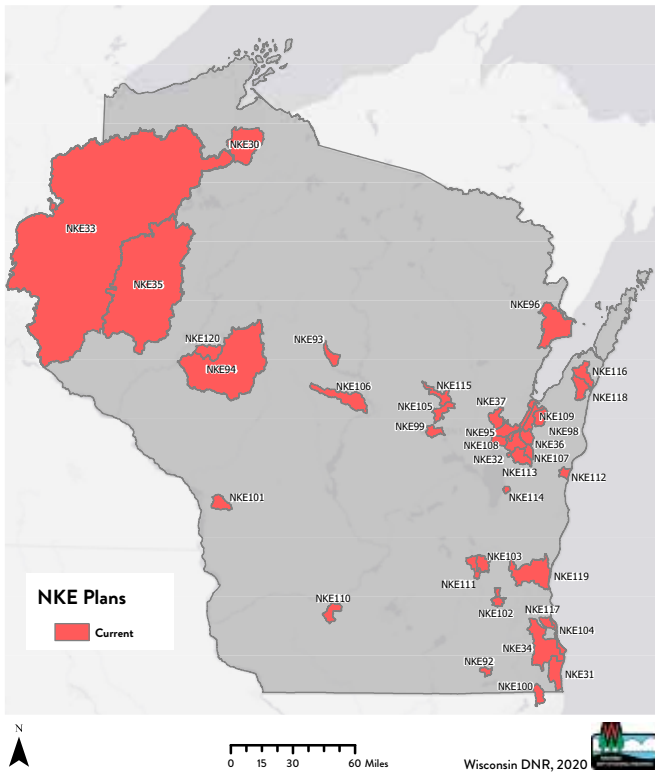 NKE30
NKE33
NKE35
NKE96
NKE120
NKE93
NKE94
NKE116
NKE106
NKE115
NKE118
NKE37
NKE105
NKE109
NKE99
NKE95
NKE98
NKE108
NKE36
NKE32
NKE107
NKE113
NKE112
NKE114
NKE101
NKE103
NKE119
NKE111
NKE110
NKE102
NKE117
NKE104
NKE34
NKE92
NKE31
NKE100
NKE Plans
Current
N
0 15 30 60 Miles
Wisconsin DNR, 2020